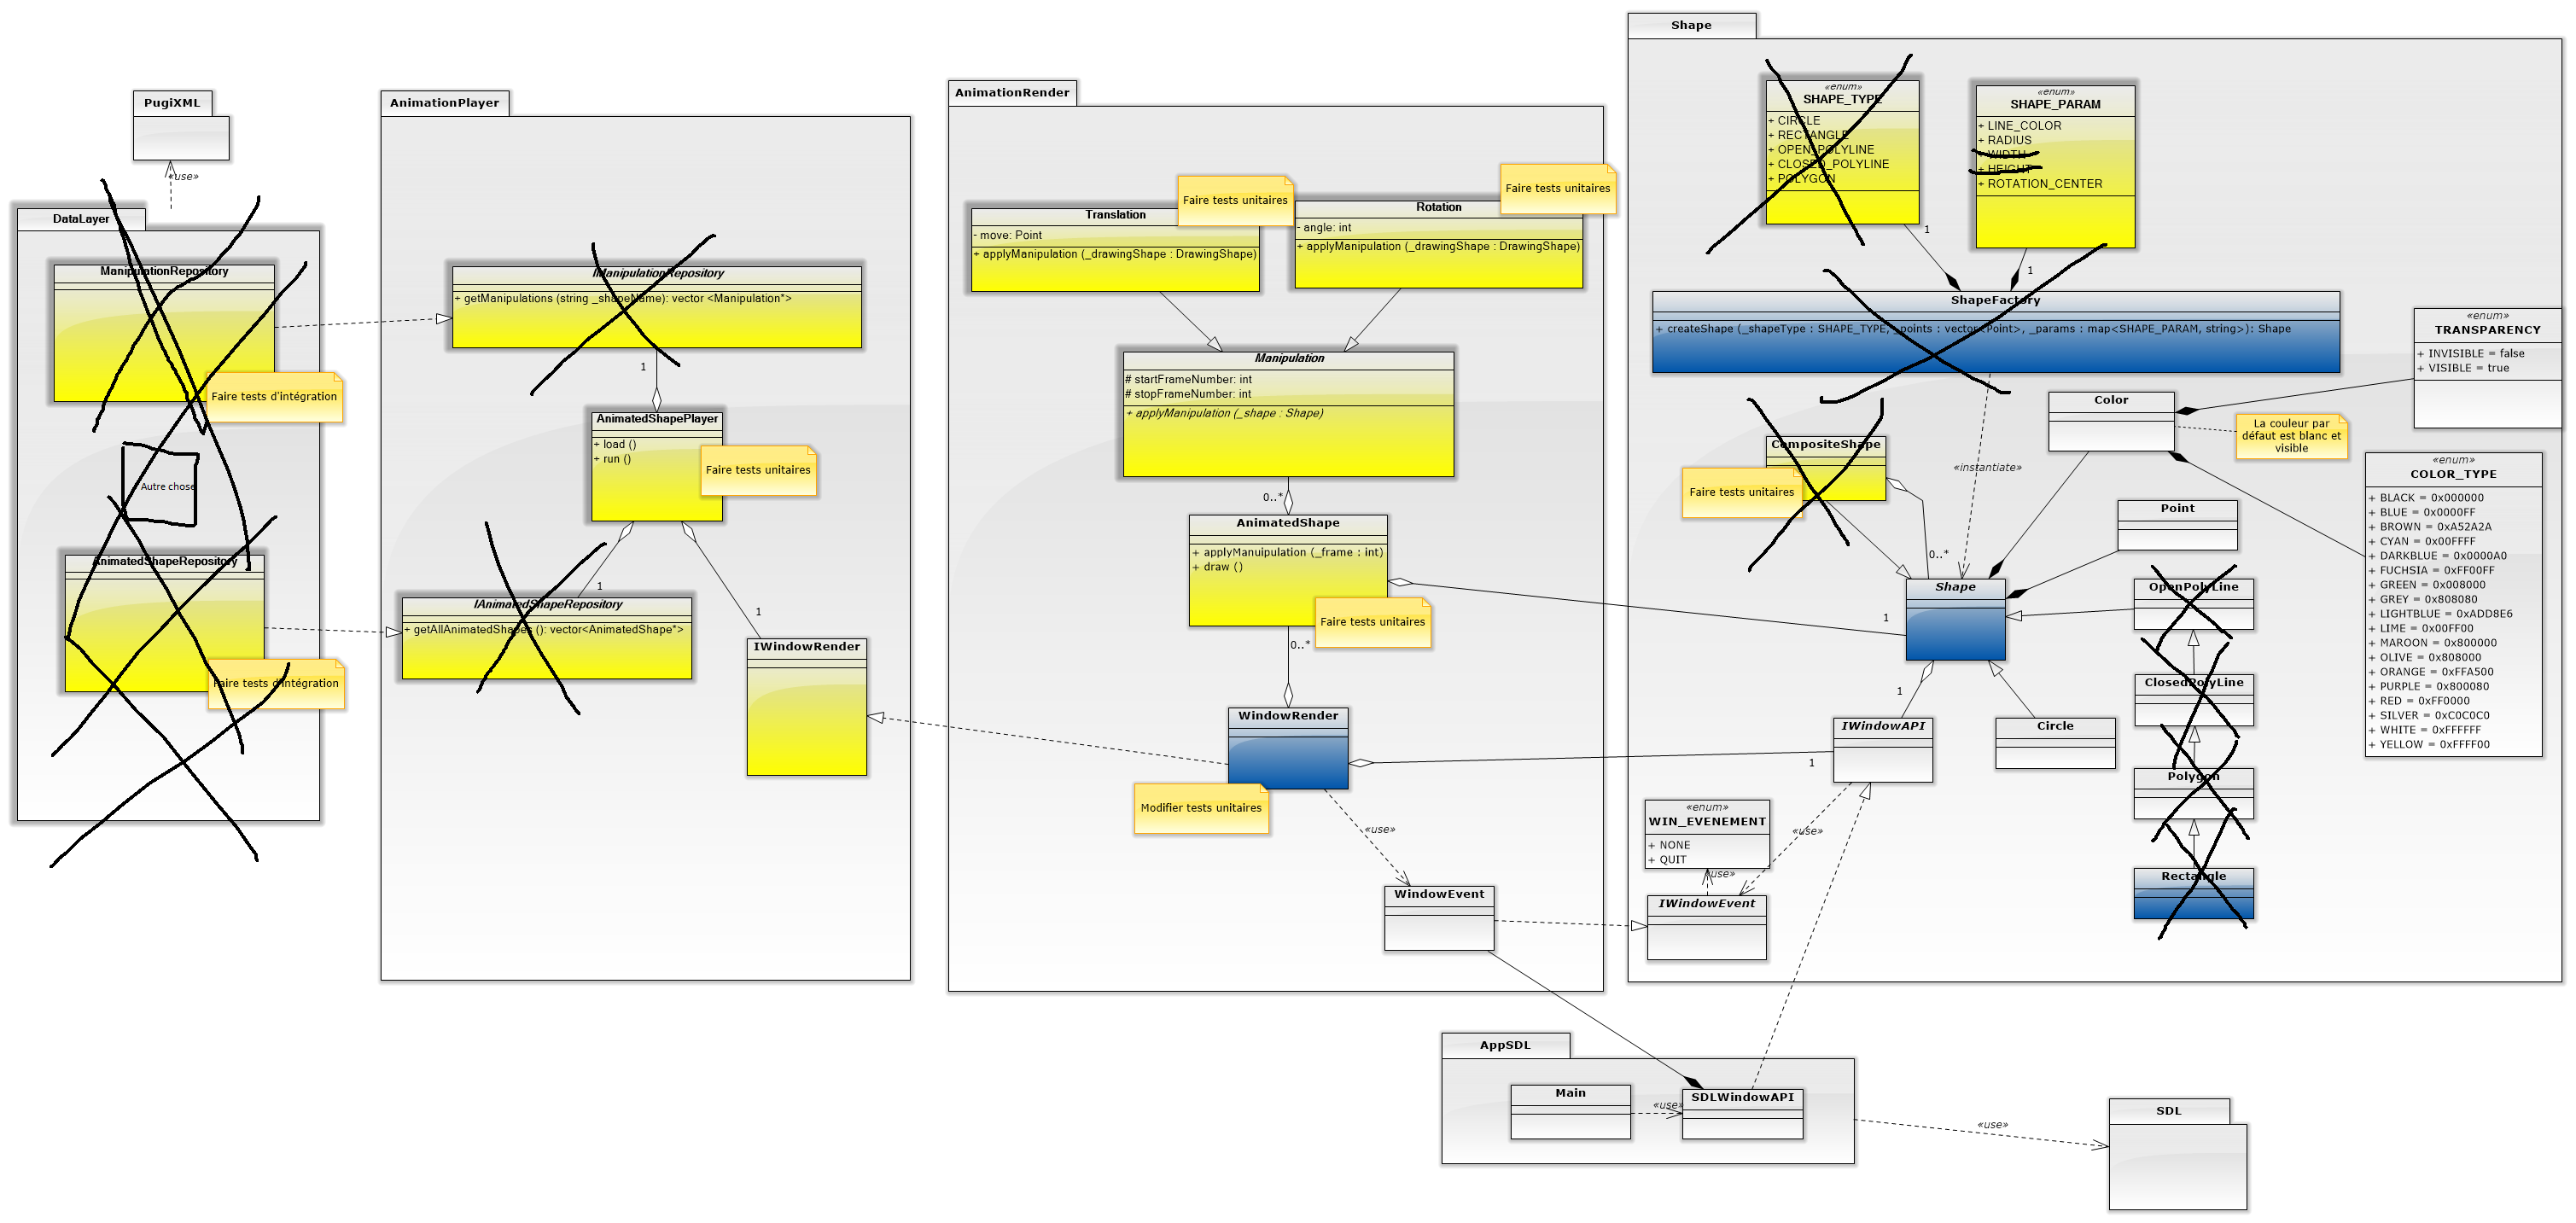 PugiXML
«use»
DataLayer
ManipulationRepository
Faire tests d'intégration
Autre chose
AnimatedShapeRepository
Faire tests d'intégration
AnimationPlayer
IManipulationRepository
+ getManipulations (string _shapeName): vector <Manipulation*>
1
AnimatedShapePlayer
+ load ()
+ run ()
Faire tests unitaires
1
1
IAnimatedShapeRepository
+ getAllAnimatedShapes (): vector<AnimatedShape*>
IWindowRender
AnimationRender
Translation
- move: Point
+ applyManipulation (_drawingShape : DrawingShape)
Faire tests unitaires
Rotation
- angle: int
+ applyManipulation (_drawingShape : DrawingShape)
Faire tests unitaires
Manipulation
# startFrameNumber: int
# stopFrameNumber: int
+ applyManipulation (_shape : Shape)
0..*
AnimatedShape
+ applyManuipulation (_frame : int)
+ draw ()
Faire tests unitaires
0..*
WindowRender
Modifier tests unitaires
«use»
WindowEvent
Shape
«enum»
SHAPE_TYPE
+ CIRCLE
+ RECTANGLE
+ OPEN_POLYLINE
+ CLOSED_POLYLINE
+ POLYGON
1
«enum»
SHAPE_PARAM
+ LINE_COLOR
+ RADIUS
+ WIDTH
+ HEIGHT
+ ROTATION_CENTER
1
ShapeFactory
+ createShape (_shapeType : SHAPE_TYPE, _points : vector<Point>, _params : map<SHAPE_PARAM, string>): Shape
«enum»
TRANSPARENCY
+ INVISIBLE = false
+ VISIBLE = true
Color
La couleur par
défaut est blanc et
visible
CompositeShape
Faire tests unitaires
«instantiate»
0..*
«enum»
COLOR_TYPE
+ BLACK = 0x000000
+ BLUE = 0x0000FF
+ BROWN = 0xA52A2A
+ CYAN = 0x00FFFF
+ DARKBLUE = 0x0000A0
+ FUCHSIA = 0xFF00FF
+ GREEN = 0x008000
+ GREY = 0x808080
+ LIGHTBLUE = 0xADD8E6
+ LIME = 0x00FF00
+ MAROON = 0x800000
+ OLIVE = 0x808000
+ ORANGE = 0xFFA500
+ PURPLE = 0x800080
+ RED = 0xFF0000
+ SILVER = 0xC0C0C0
+ WHITE = 0xFFFFFF
+ YELLOW = 0xFFFF00
Point
Shape
1
OpenPolyLine
ClosedPolyLine
Polygon
Rectangle
1
IWindowAPI
1
Circle
«enum»
WIN_EVENEMENT
+ NONE
+ QUIT
«use»
«use»
IWindowEvent
AppSDL
Main
«use»
SDLWindowAPI
«use»
SDL